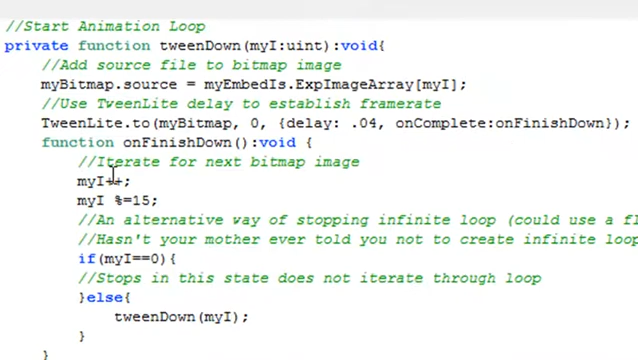 //Start Animation Loop
private function tweenDown(myI:uint):void{
//Add source file to bitmap image
myBitmap.source = myEmbedIs.ExpImageArray[myI];
//Use TweenLite delay to establish framerate
TweenLite.to(myBitmap, 0, {delay: .04, onComplete:onFinishDown});
function onFinishDown():void {
//Iterate for next bitmap image
myI++;
myI %=15;
//An alternative way of stopping infinite loop (could use a fl
//Hasn't your mother ever told you not to create infinite loop
if(myI==0){
//Stops in this state does not iterate through loop
}else{
tweenDown(myI);
}
}